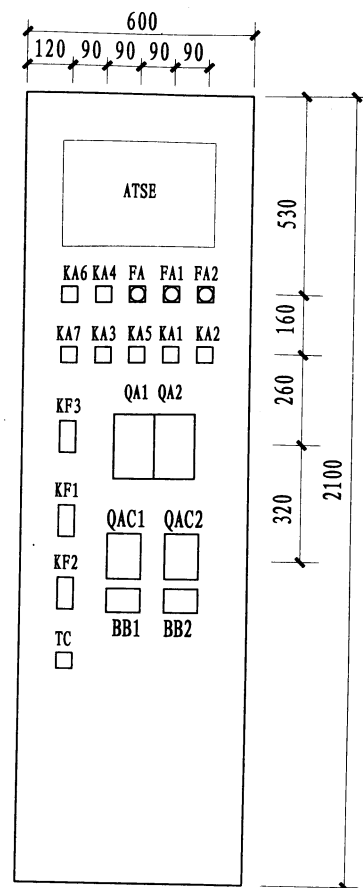 600
120 90 90 90 90
ATSE
530
KA6 KA4 FA FA1 FA2
160
KA7 KA3 KA5 KA1 KA2
260
QA1 QA2
KF3
2100
320
KF1
QAC1 QAC2
KF2
BB1 BB2
TC